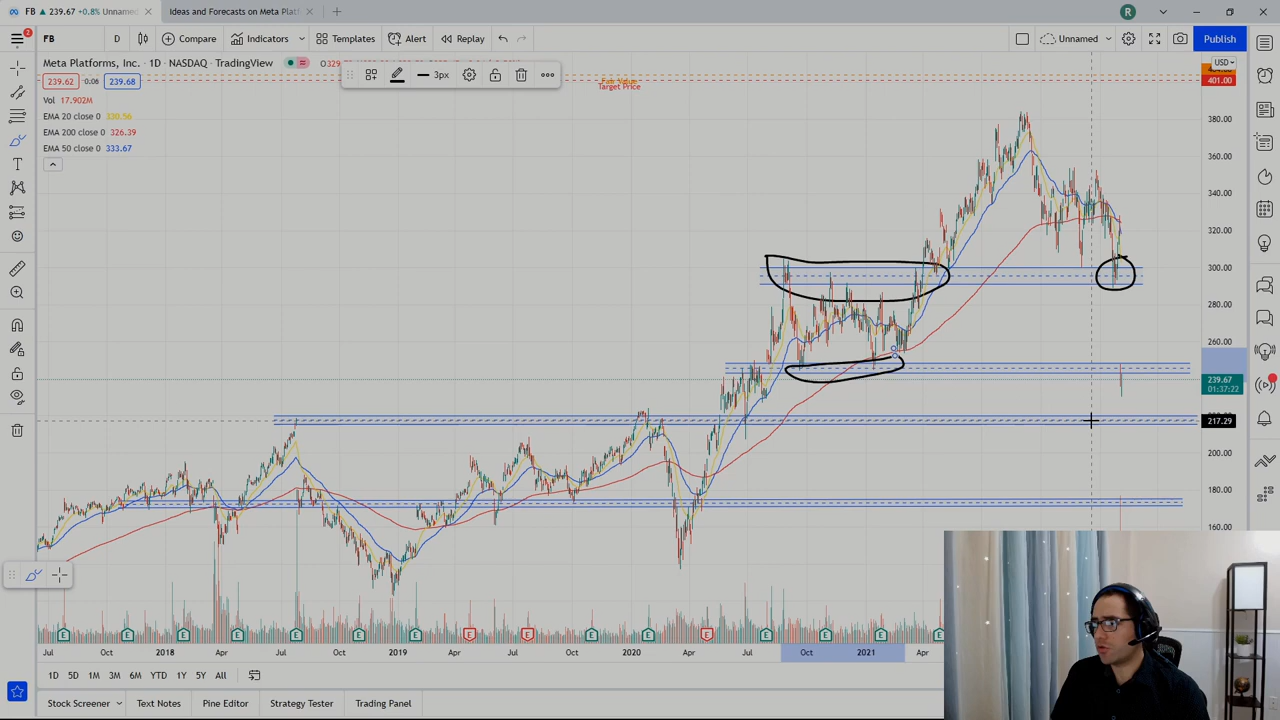 FB ▲ 239.67 +0.8% Unnamed
Ideas and Forecasts on Meta Platf
R
2
FB
D
Compare
Indicators
Templates
Alert
Replay
Unnamed
Publish
Meta Platforms, Inc. · 1D · NASDAQ · TradingView
3px
USD
239.62
0.06
239.68
Fair Value
Target Price
401.00
Vol 17.902M
EMA 20 close 0
EMA 200 close 0 326.39
EMA 50 close 0 333.67
380.00
360.00
340.00
320.00
300.00
280.00
260.00
239.67
01:37:22
217.29
200.00
180.00
160.00
E E E E E E E E E E E E E E E E
Jul 2018 Apr Jul Oct 2019 Apr Jul Oct 2020 Apr Jul Oct 2021 Apr
1D 5D 1M 3M 6M YTD 1Y 5Y All
Stock Screener
Text Notes
Pine Editor
Strategy Tester
Trading Panel